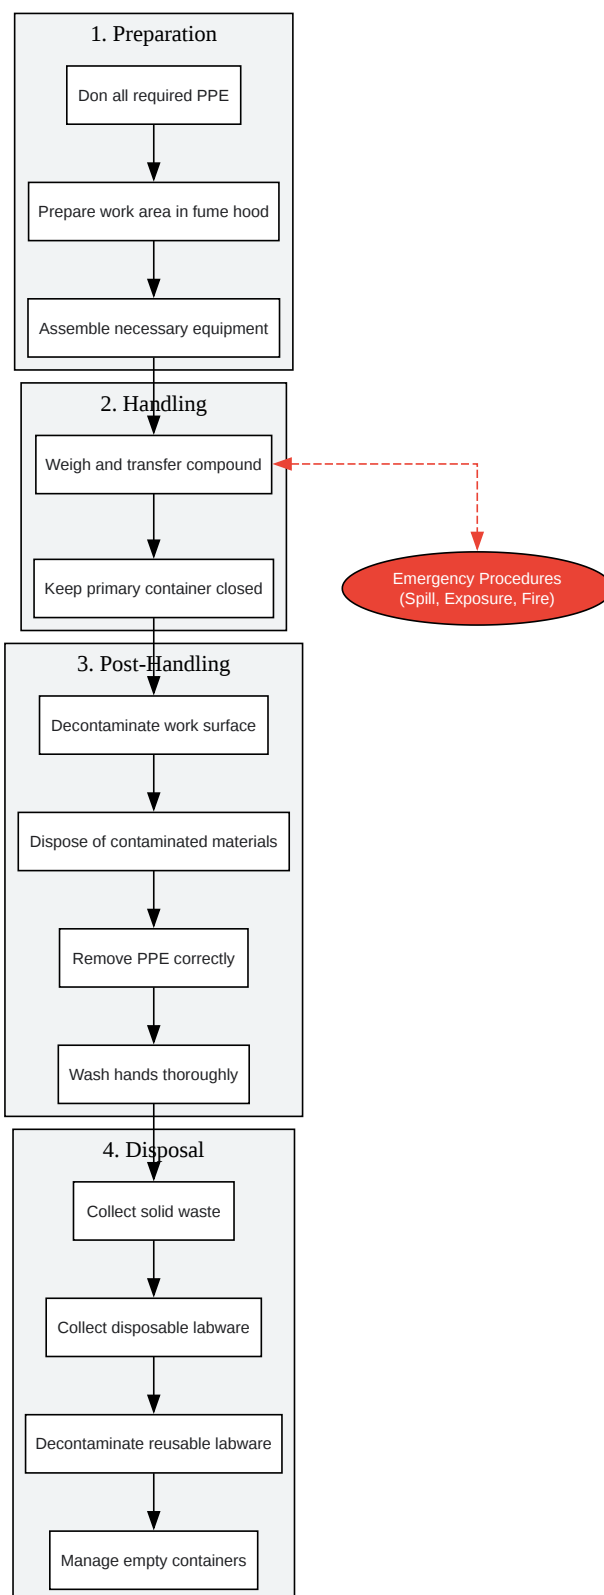 1. Preparation
Don all required PPE
Prepare work area in fume hood
Assemble necessary equipment
2. Handling
Weigh and transfer compound
Keep primary container closed
Emergency Procedures
(Spill, Exposure, Fire)
3. Post-Handling
Decontaminate work surface
Dispose of contaminated materials
Remove PPE correctly
Wash hands thoroughly
4. Disposal
Collect solid waste
Collect disposable labware
Decontaminate reusable labware
Manage empty containers